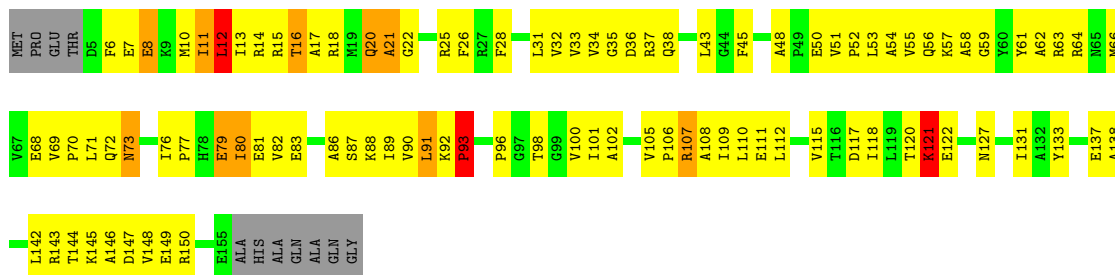 MET PRO GLU THR D5 F6 E7 E8 K9 M10 I11 L12 I13 R14 R15 T16 A17 R18 M19 Q20 A21 G22 R25 F26 R27 F28 L31 V32 V33 V34 G35 D36 R37 Q38 L43 G44 F45 A48 P49 E50 V51 P52 L53 A54 V55 Q56 K57 A58 G59 Y60 Y61 A62 R63 R64 N65 M66
V67 E68 V69 P70 L71 Q72 N73 I76 P77 H78 E79 I80 E81 V82 E83 A86 S87 K88 I89 V90 L91 K92 P93 P96 G97 T98 G99 V100 I101 A102 V105 P106 R107 A108 I109 L110 E111 L112 V115 T116 D117 I118 L119 T120 K121 E122 N127 I131 A132 Y133 E137 A138
L142 R143 T144 K145 A146 D147 V148 E149 R150 E155 ALA HIS ALA GLN ALA GLN GLY